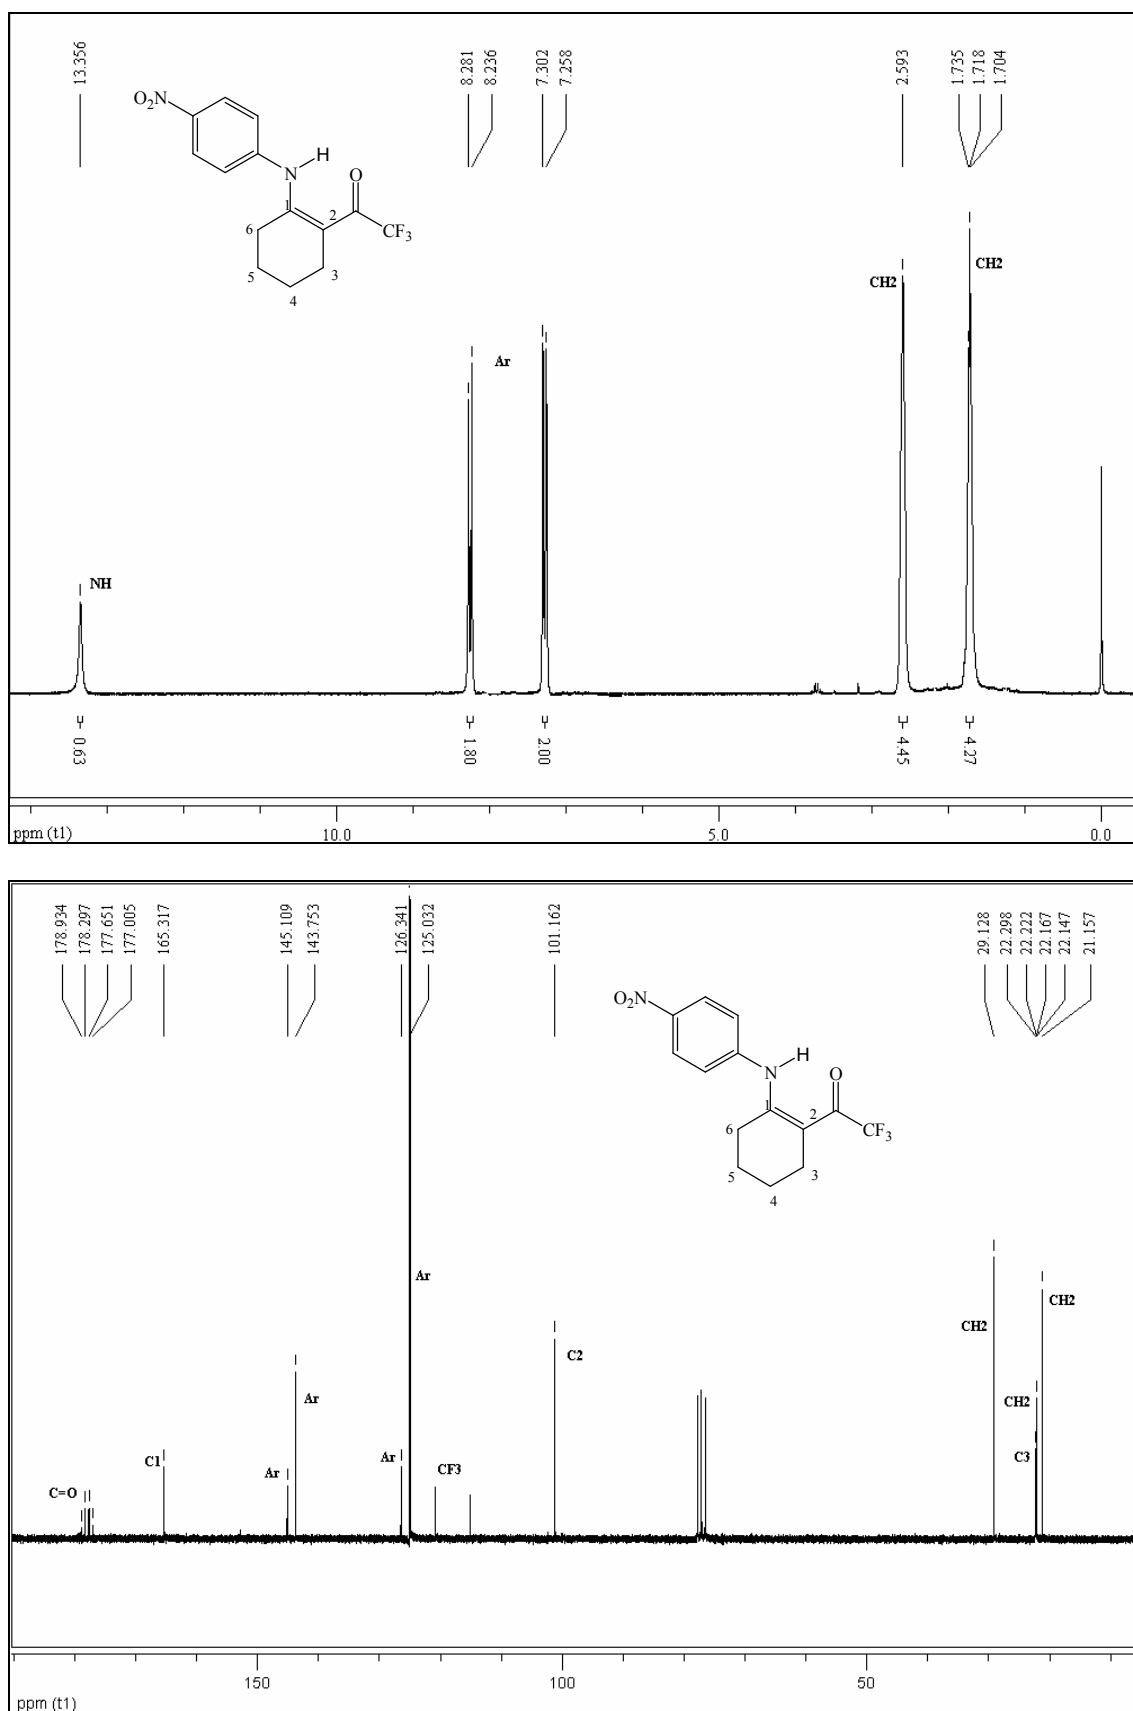 13.356
8.281
8.236
7.302
7.258
2.593
1.735
1.718
1.704
O2N
N
H
O
CF3
1
2
3
4
5
6
CH2
CH2
Ar
NH
0.63
1.80
2.00
4.45
4.27
ppm (t1)
10.0
5.0
0.0
178.934
178.297
177.651
177.005
165.317
145.109
143.753
126.341
125.032
101.162
29.128
22.298
22.222
22.167
22.147
21.157
O2N
N
H
O
CF3
1
2
3
4
5
6
Ar
CH2
CH2
C2
Ar
CH2
C1
Ar
Ar
CF3
C3
C=O
150
100
50
ppm (t1)